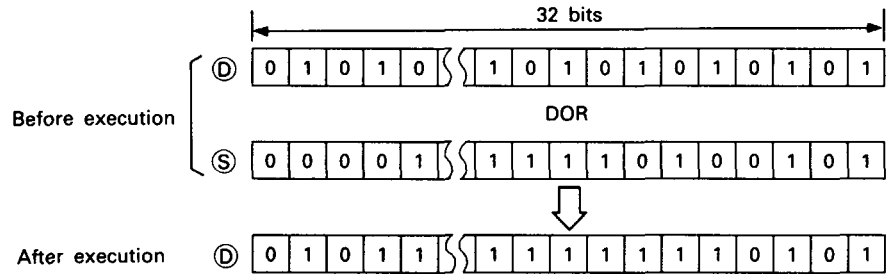 32 bits
Ⓓ 0 1 0 1 0 1 0 1 0 1 0 1 0 1 0 1
Before execution
DOR
Ⓢ 0 0 0 0 1 1 1 1 1 0 1 0 0 1 0 1
After execution Ⓓ 0 1 0 1 1 1 1 1 1 1 1 1 0 1 0 1